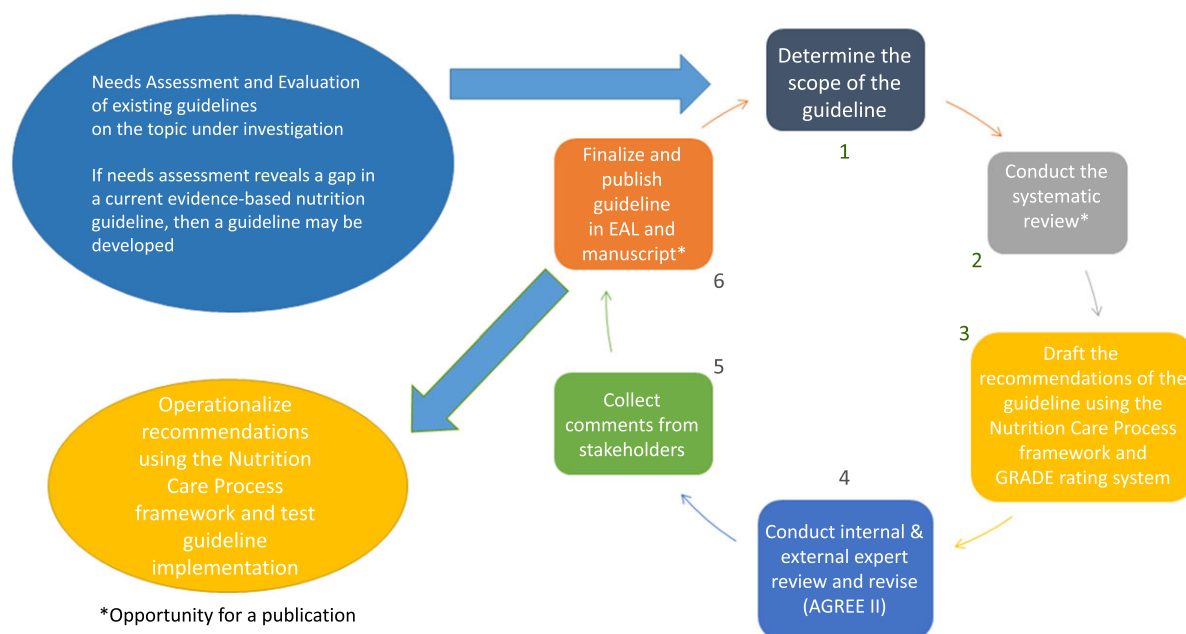 Needs Assessment and Evaluation
of existing guidelines
on the topic under investigation
If needs assessment reveals a gap in
a current evidence-based nutrition
guideline, then a guideline may be
developed
Determine the
scope of the
guideline
1
Conduct the
systematic
review*
2
3
Draft the
recommendations of the
guideline using the
Nutrition Care Process
framework and
GRADE rating system
4
Conduct internal &
external expert
review and revise
(AGREE II)
5
Collect
comments from
stakeholders
6
Finalize and
publish
guideline
in EAL and
manuscript*
Operationalize
recommendations
using the Nutrition
Care Process
framework and test
guideline
implementation
*Opportunity for a publication